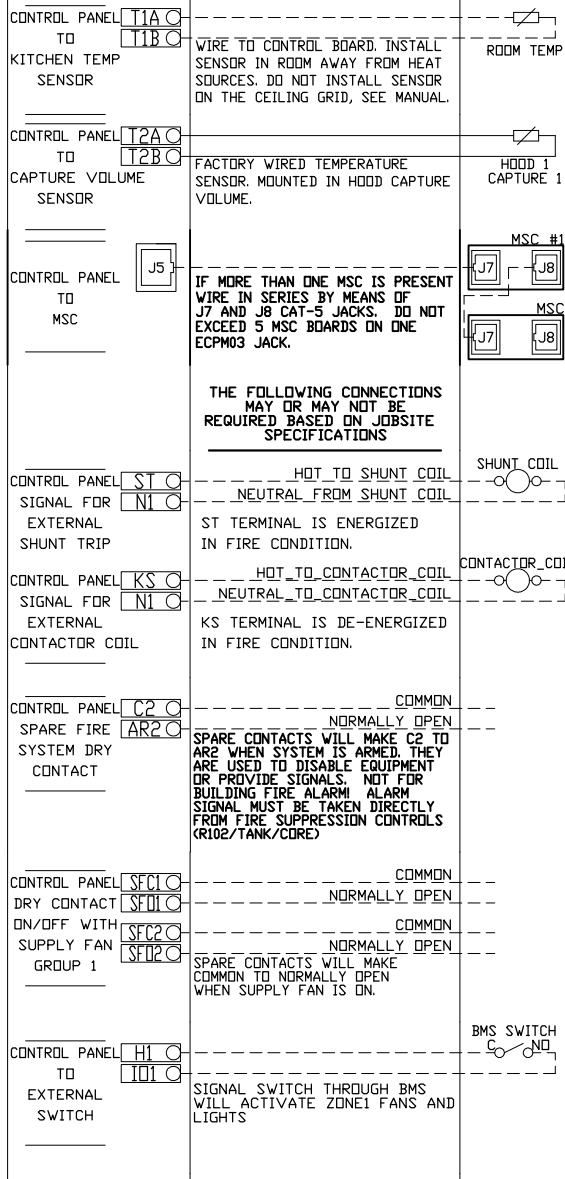 CONTROL PANEL
TO
KITCHEN TEMP
SENSOR
T1A
T1B
WIRE TO CONTROL BOARD. INSTALL
SENSOR IN ROOM AWAY FROM HEAT
SOURCES. DO NOT INSTALL SENSOR
ON THE CEILING GRID, SEE MANUAL.
ROOM TEMP
CONTROL PANEL
TO
CAPTURE VOLUME
SENSOR
T2A
T2B
FACTORY WIRED TEMPERATURE
SENSOR. MOUNTED IN HOOD CAPTURE
VOLUME.
HOOD 1
CAPTURE 1
CONTROL PANEL
TO
MSC
J5
IF MORE THAN ONE MSC IS PRESENT
WIRE IN SERIES BY MEANS OF
J7 AND J8 CAT-5 JACKS. DO NOT
EXCEED 5 MSC BOARDS ON ONE
ECPM03 JACK.
MSC #1
J7
J8
MSC
J7
J8
THE FOLLOWING CONNECTIONS
MAY OR MAY NOT BE
REQUIRED BASED ON JOBSITE
SPECIFICATIONS
CONTROL PANEL
SIGNAL FOR
EXTERNAL
SHUNT TRIP
ST
N1
HOT TO SHUNT COIL
NEUTRAL FROM SHUNT COIL
ST TERMINAL IS ENERGIZED
IN FIRE CONDITION.
SHUNT COIL
CONTROL PANEL
SIGNAL FOR
EXTERNAL
CONTACTOR COIL
KS
N1
HOT TO CONTACTOR COIL
NEUTRAL TO CONTACTOR COIL
KS TERMINAL IS DE-ENERGIZED
IN FIRE CONDITION.
CONTACTOR COI
CONTROL PANEL
SPARE FIRE
SYSTEM DRY
CONTACT
C2
AR2
COMMON
NORMALLY OPEN
SPARE CONTACTS WILL MAKE C2 TO
AR2 WHEN SYSTEM IS ARMED. THEY
ARE USED TO DISABLE EQUIPMENT
OR PROVIDE SIGNALS. NOT FOR
BUILDING FIRE ALARM! ALARM
SIGNAL MUST BE TAKEN DIRECTLY
FROM FIRE SUPPRESSION CONTROLS
(R102/TANK/CORE)
CONTROL PANEL
DRY CONTACT
ON/OFF WITH
SUPPLY FAN
GROUP 1
SFC1
SFO1
SFC2
SFO2
COMMON
NORMALLY OPEN
COMMON
NORMALLY OPEN
SPARE CONTACTS WILL MAKE
COMMON TO NORMALLY OPEN
WHEN SUPPLY FAN IS ON.
CONTROL PANEL
TO
EXTERNAL
SWITCH
H1
IO1
SIGNAL SWITCH THROUGH BMS
WILL ACTIVATE ZONE1 FANS AND
LIGHTS
BMS SWITCH
C NO